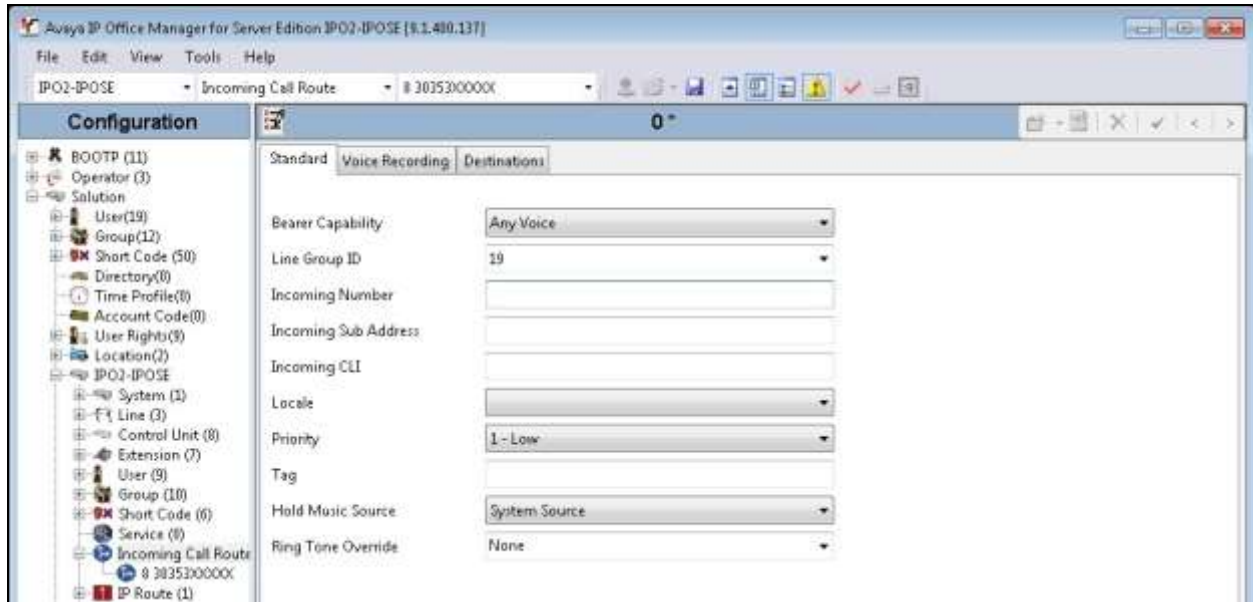 Avaya IP Office Manager for Server Edition IPO2-IPOSE [9.1.400.137]
File Edit View Tools Help
IPO2-IPOSE Incoming Call Route 8 30353XXXXX
Configuration
0*
BOOTP (11)
Operator (3)
Solution
User(19)
Group(12)
Short Code (50)
Directory(0)
Time Profile(0)
Account Code(0)
User Rights(9)
Location(2)
IPO2-IPOSE
System (1)
Line (3)
Control Unit (8)
Extension (7)
User (9)
Group (10)
Short Code (6)
Service (0)
Incoming Call Route
8 30353XXXXX
IP Route (1)
Standard Voice Recording Destinations
Bearer Capability Any Voice
Line Group ID 19
Incoming Number
Incoming Sub Address
Incoming CLI
Locale
Priority 1 - Low
Tag
Hold Music Source System Source
Ring Tone Override None